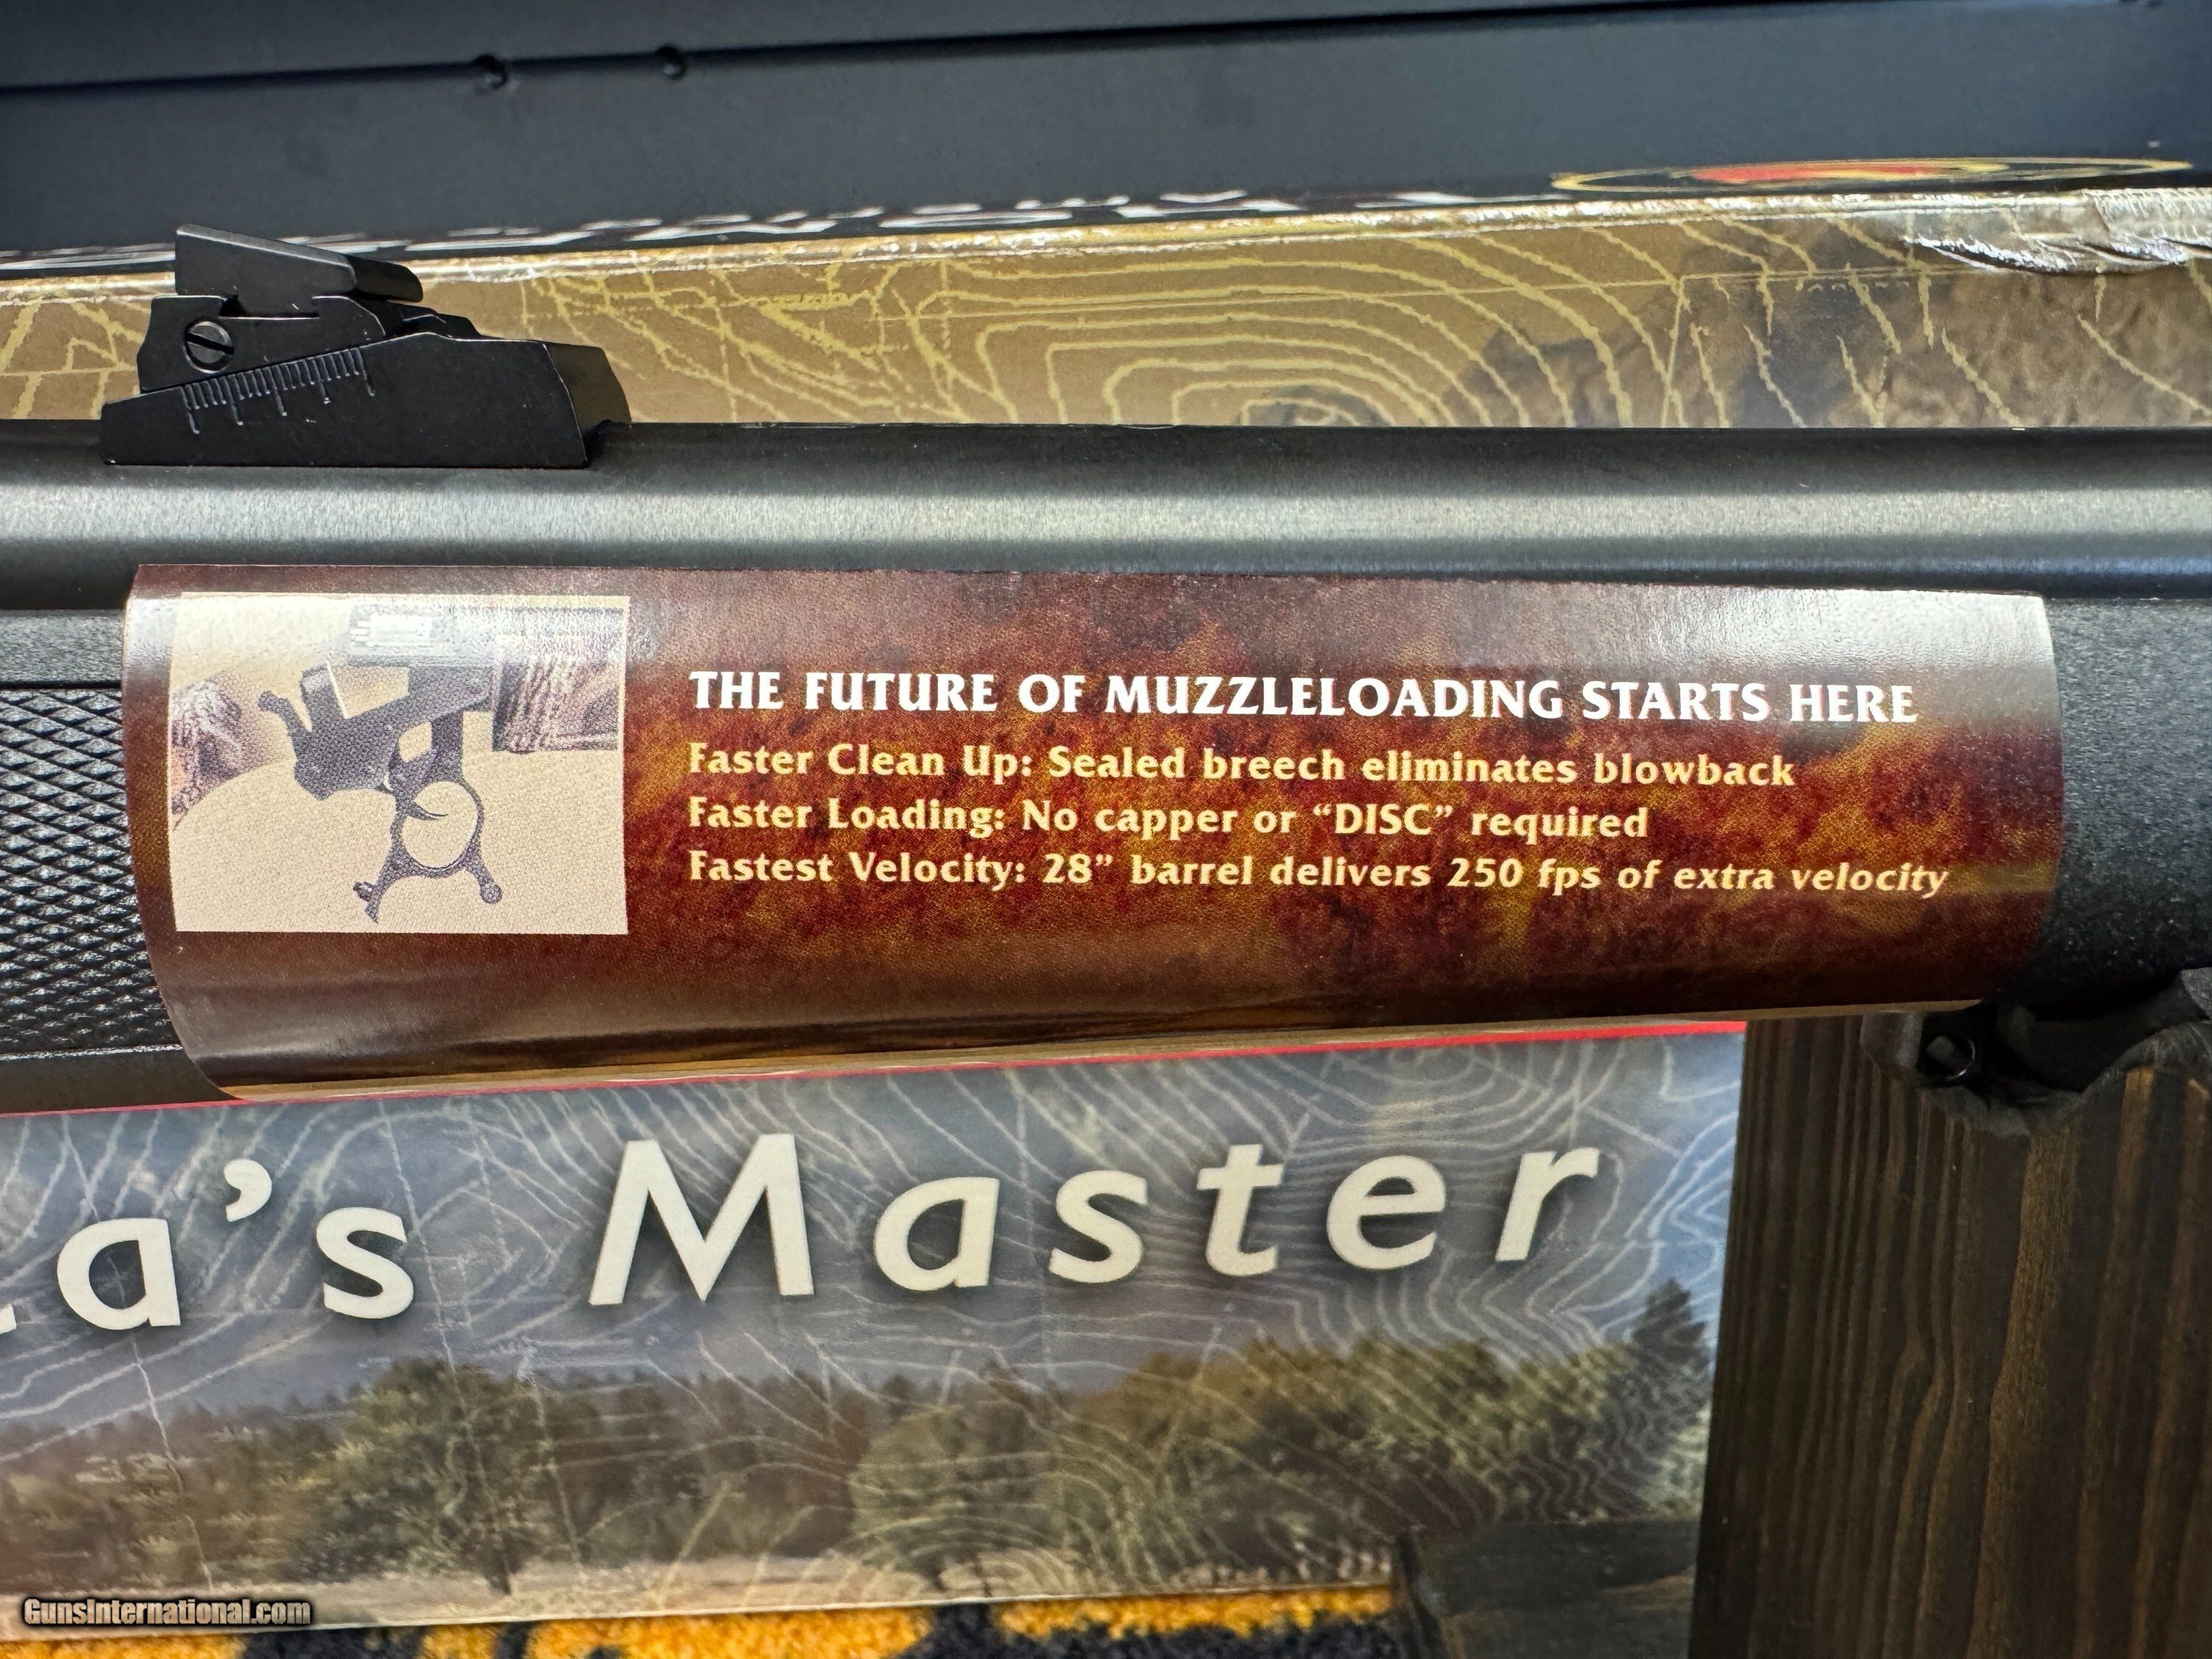 THE FUTURE OF MUZZLELOADING STARTS HERE
Faster Clean Up: Sealed breech eliminates blowback
Faster Loading: No capper or “DISC” required
Fastest Velocity: 28” barrel delivers 250 fps of extra velocity
a’s Master
GunsInternational.com